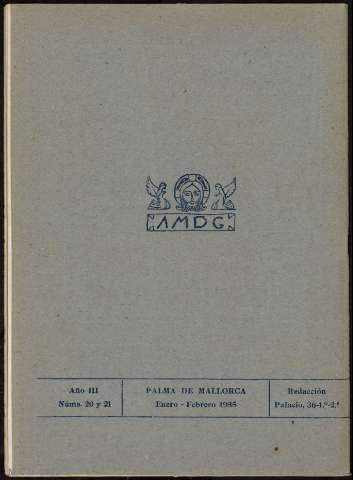 AMDG
Año III
Núms. 20 y 21
PALMA DE MALLORCA
Enero - Febrero 1935
Redacción
Palacio, 36-1.º-2.ª